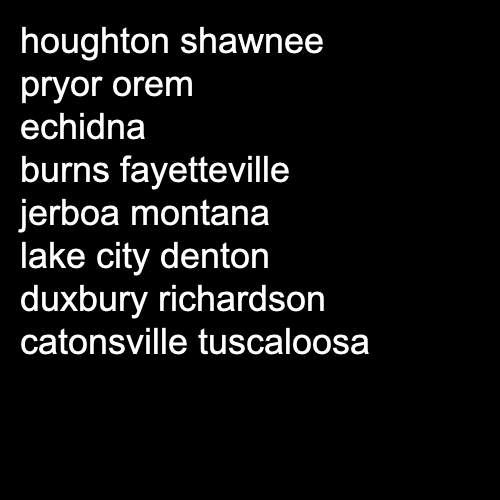 houghton shawnee
pryor orem
echidna
burns fayetteville
jerboa montana
lake city denton
duxbury richardson
catonsville tuscaloosa